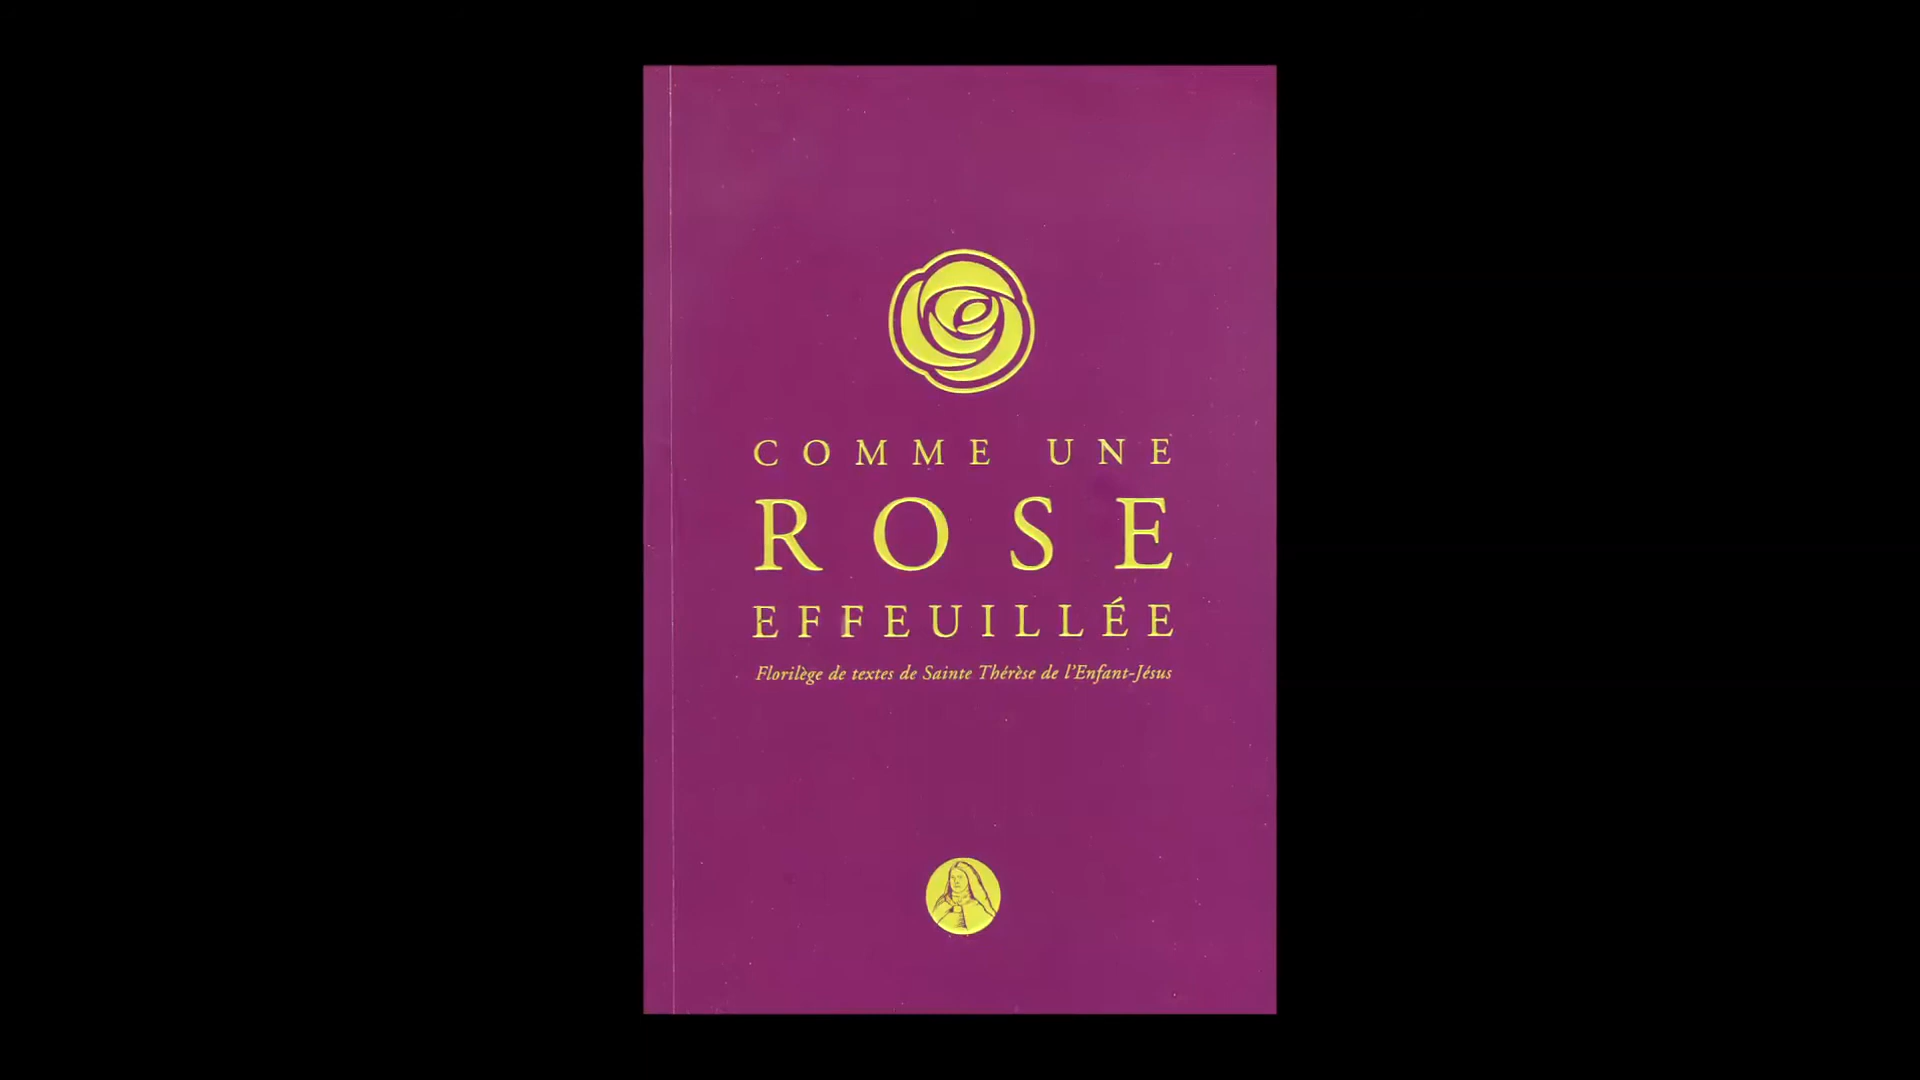 COMME UNE
ROSE
EFFEUILLÉE
Florilège de textes de Sainte Thérèse de l'Enfant-Jésus